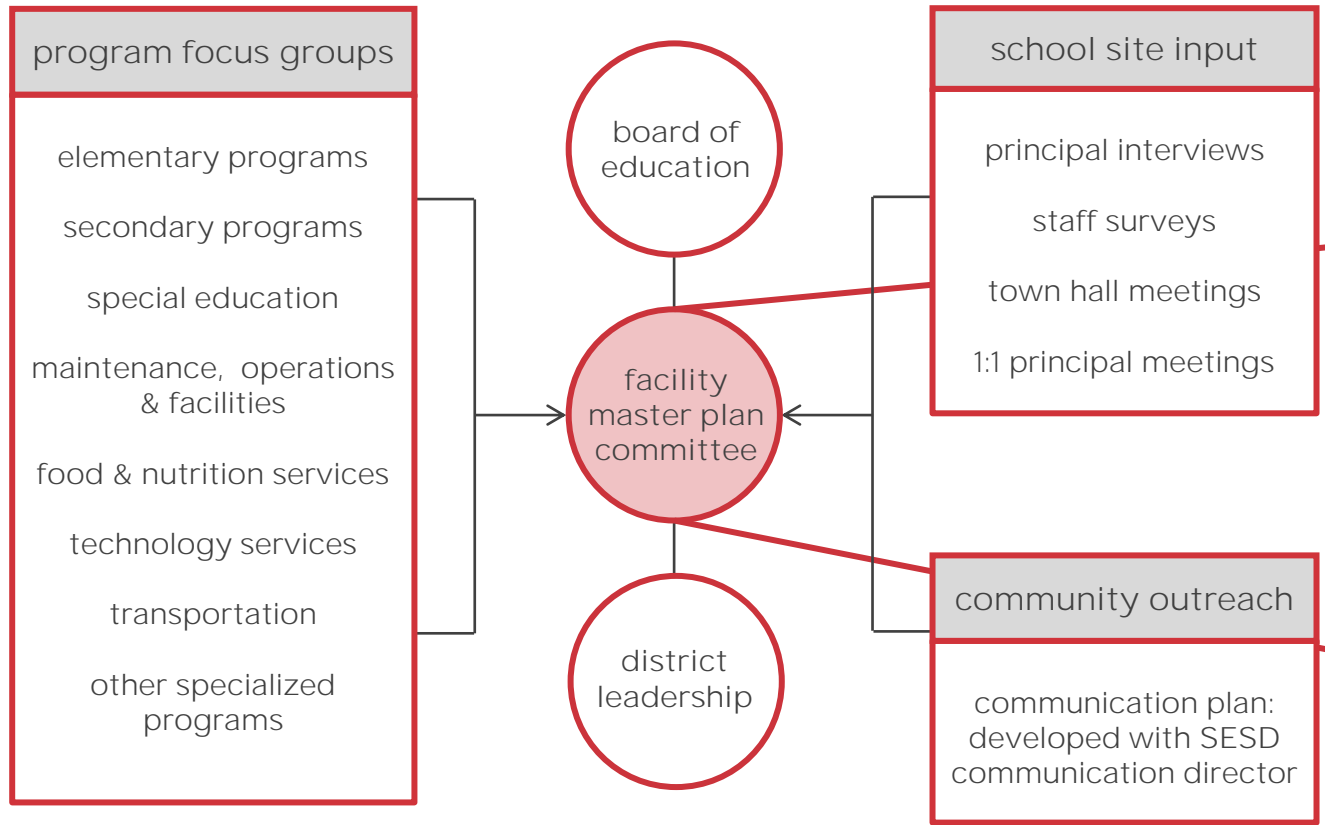 program focus groups
elementary programs
secondary programs
special education
maintenance, operations
& facilities
food & nutrition services
technology services
transportation
other specialized
programs
board of
education
facility
master plan
committee
district
leadership
school site input
principal interviews
staff surveys
town hall meetings
1:1 principal meetings
community outreach
communication plan:
developed with SESD
communication director